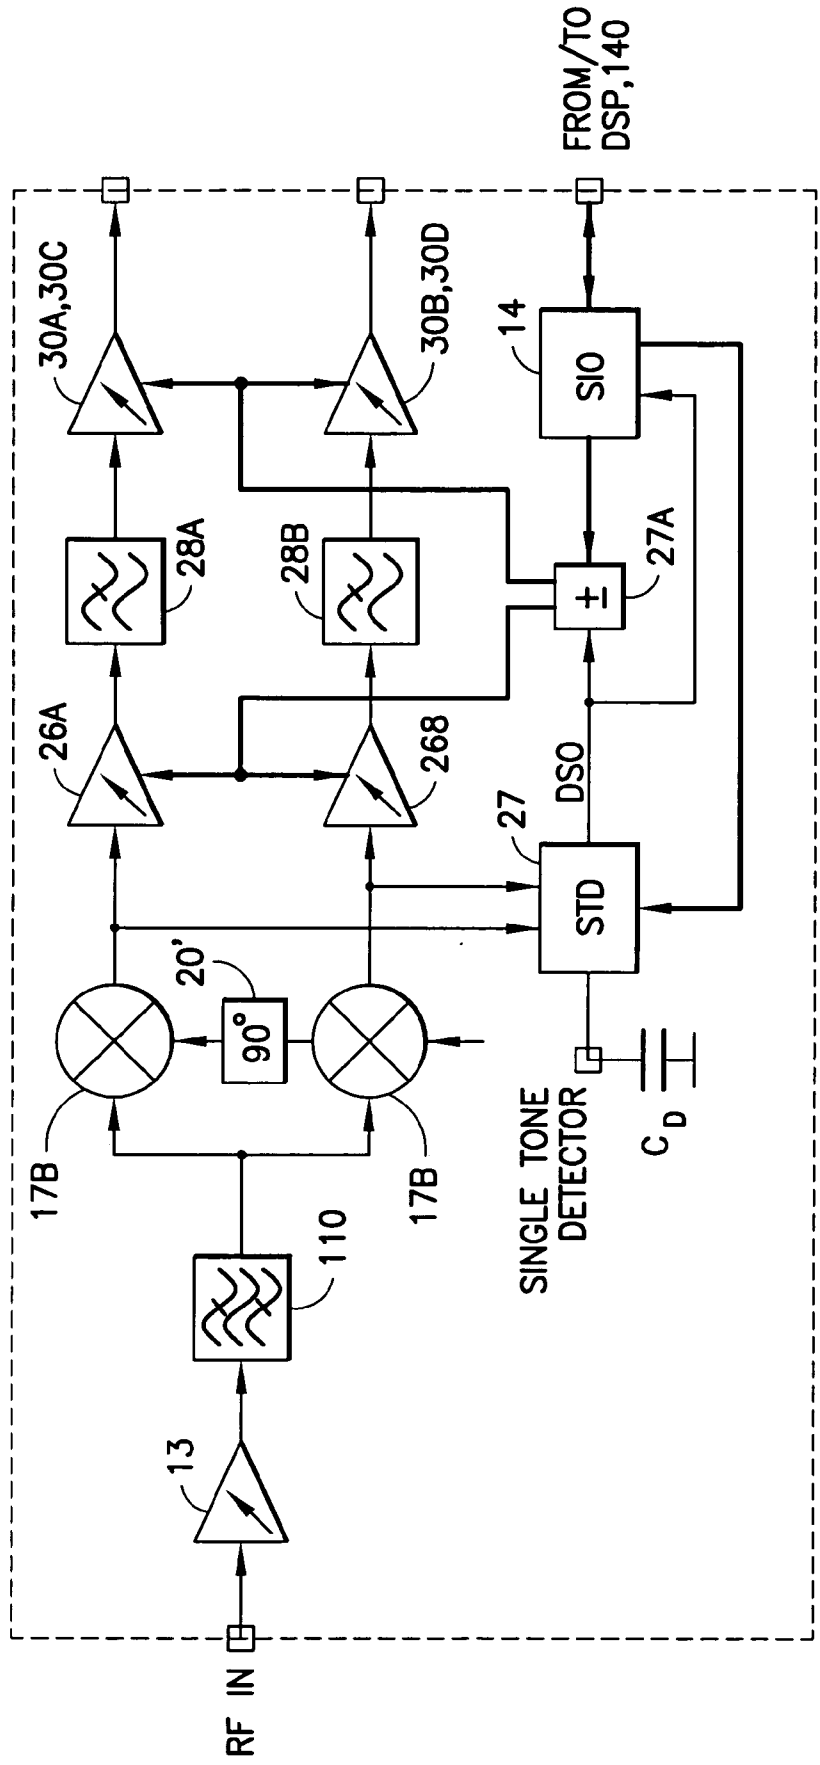 RF IN
13
110
17B
17B
20'
90°
26A
268
28A
28B
30A,30C
30B,30D
SINGLE TONE
DETECTOR
C D
27
STD
DSO
±
27A
14
SIO
FROM/TO
DSP,140